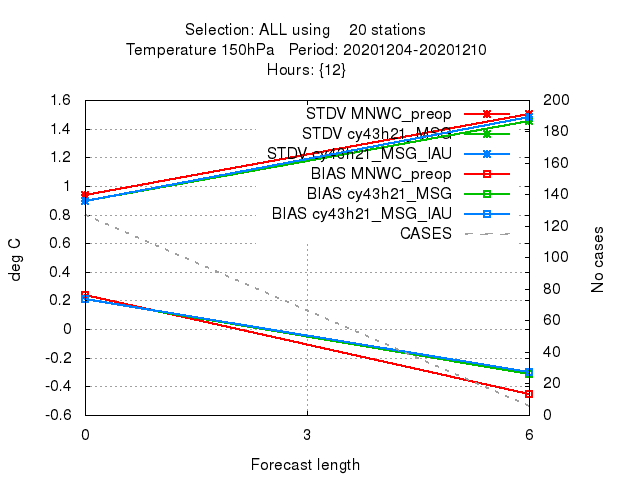 Selection: ALL using 20 stations
Temperature 150hPa Period: 20201204-20201210
Hours: {12}
1.6
1.4
1.2
1
0.8
0.6
0.4
0.2
0
-0.2
-0.4
-0.6
deg C
STDV MNWC_preop
STDV cy43h21_MSG
STDV cy43h21_MSG_IAU
BIAS MNWC_preop
BIAS cy43h21_MSG
BIAS cy43h21_MSG_IAU
CASES
200
180
160
140
120
100
80
60
40
20
0
No cases
0 3 6
Forecast length